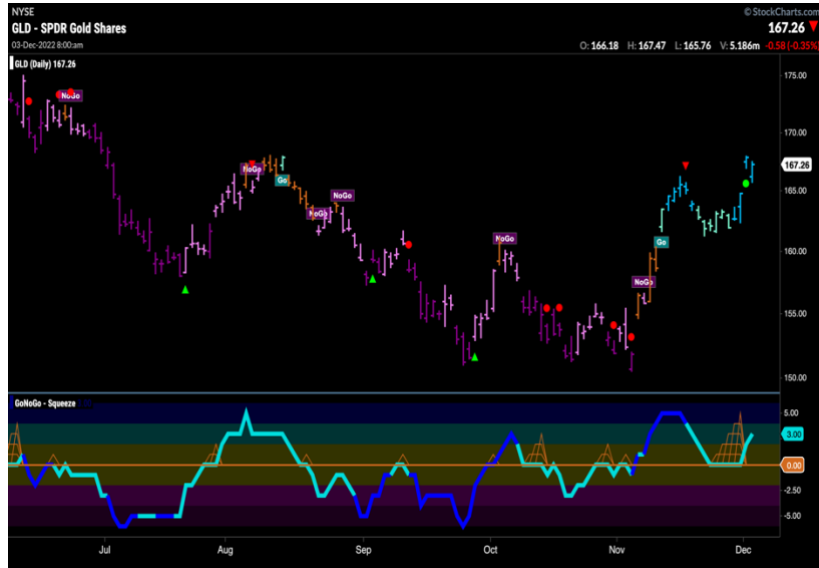 NYSE
© StockCharts.com
GLD - SPDR Gold Shares
167.26
03-Dec-2022 8:00am
O: 166.18 H: 167.47 L: 165.76 V: 5.186m -0.58 (-0.35%)
GLD (Daily) 167.26
175.00
NoGo
170.00
NoGo
167.26
Go
165.00
NoGo
NoGo
NoGo
Go
160.00
NoGo
155.00
150.00
GoNoGo - Squeeze
5.00
3.00
0.00
-2.50
-5.00
Jul Aug Sep Oct Nov Dec